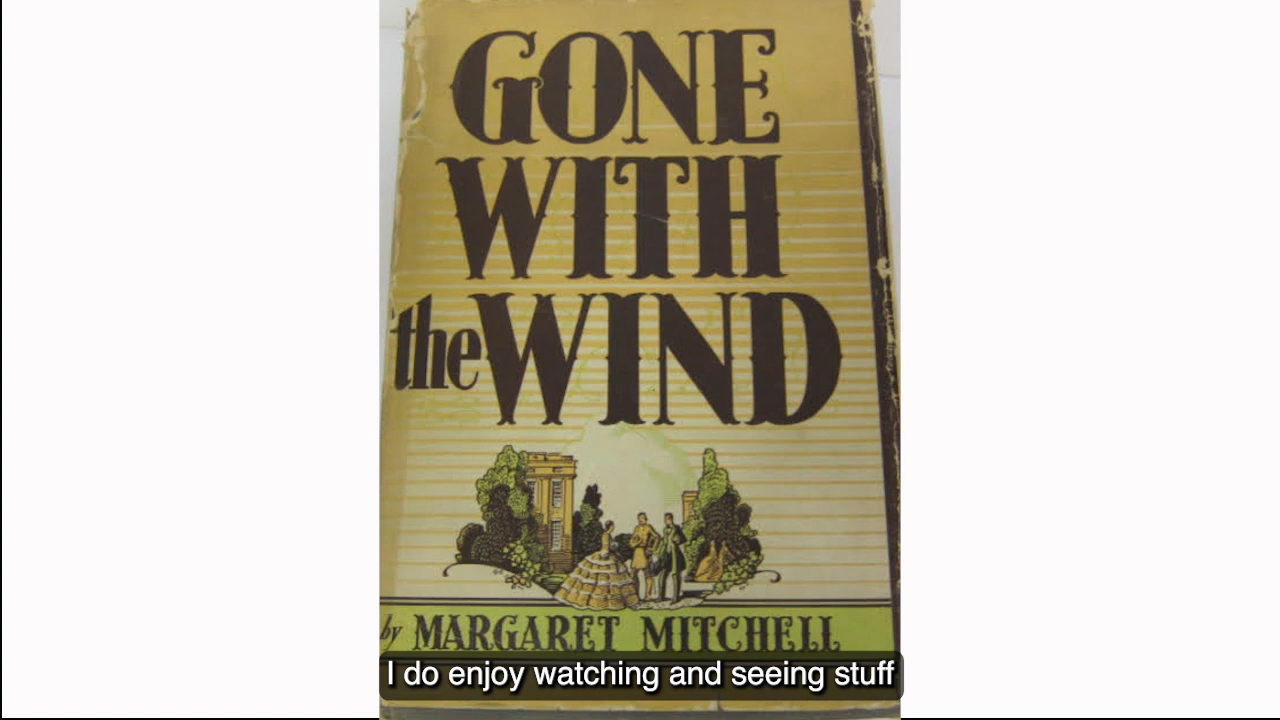 GONE
WITH
the WIND
by MARGARET MITCHELL
I do enjoy watching and seeing stuff